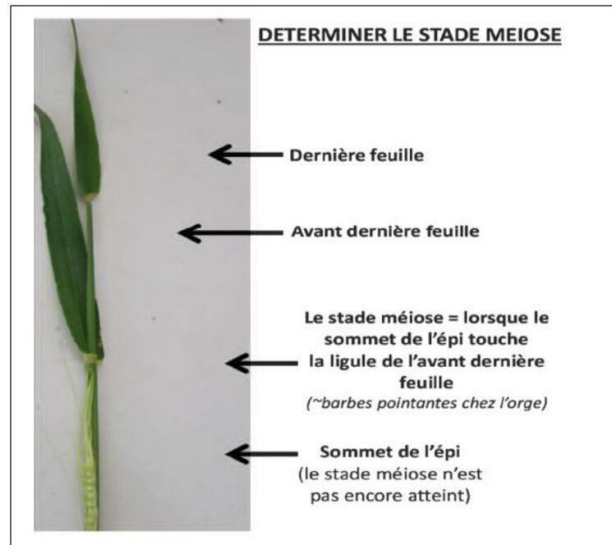 DETERMINER LE STADE MEIOSE
Dernière feuille
Avant dernière feuille
Le stade méiose = lorsque le
sommet de l'épi touche
la ligule de l'avant dernière
feuille
(~barbes pointantes chez l'orge)
Sommet de l'épi
(le stade méiose n'est
pas encore atteint)